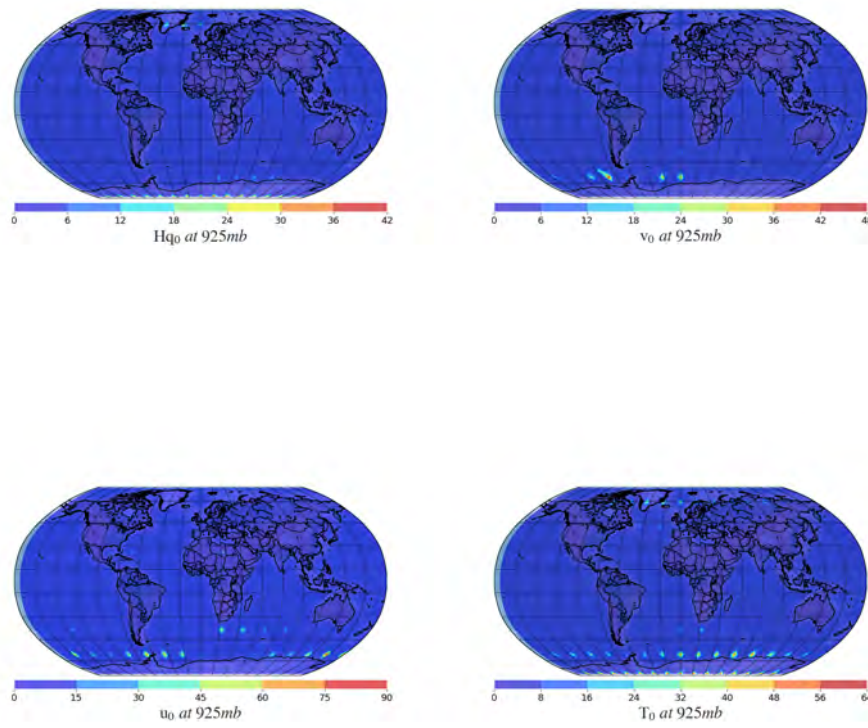 0 6 12 18 24 30 36 42
Hq₀ at 925mb
0 6 12 18 24 30 36 42
v₀ at 925mb
0 15 30 45 60 75 90
u₀ at 925mb
0 8 16 24 32 40 48 56
T₀ at 925mb